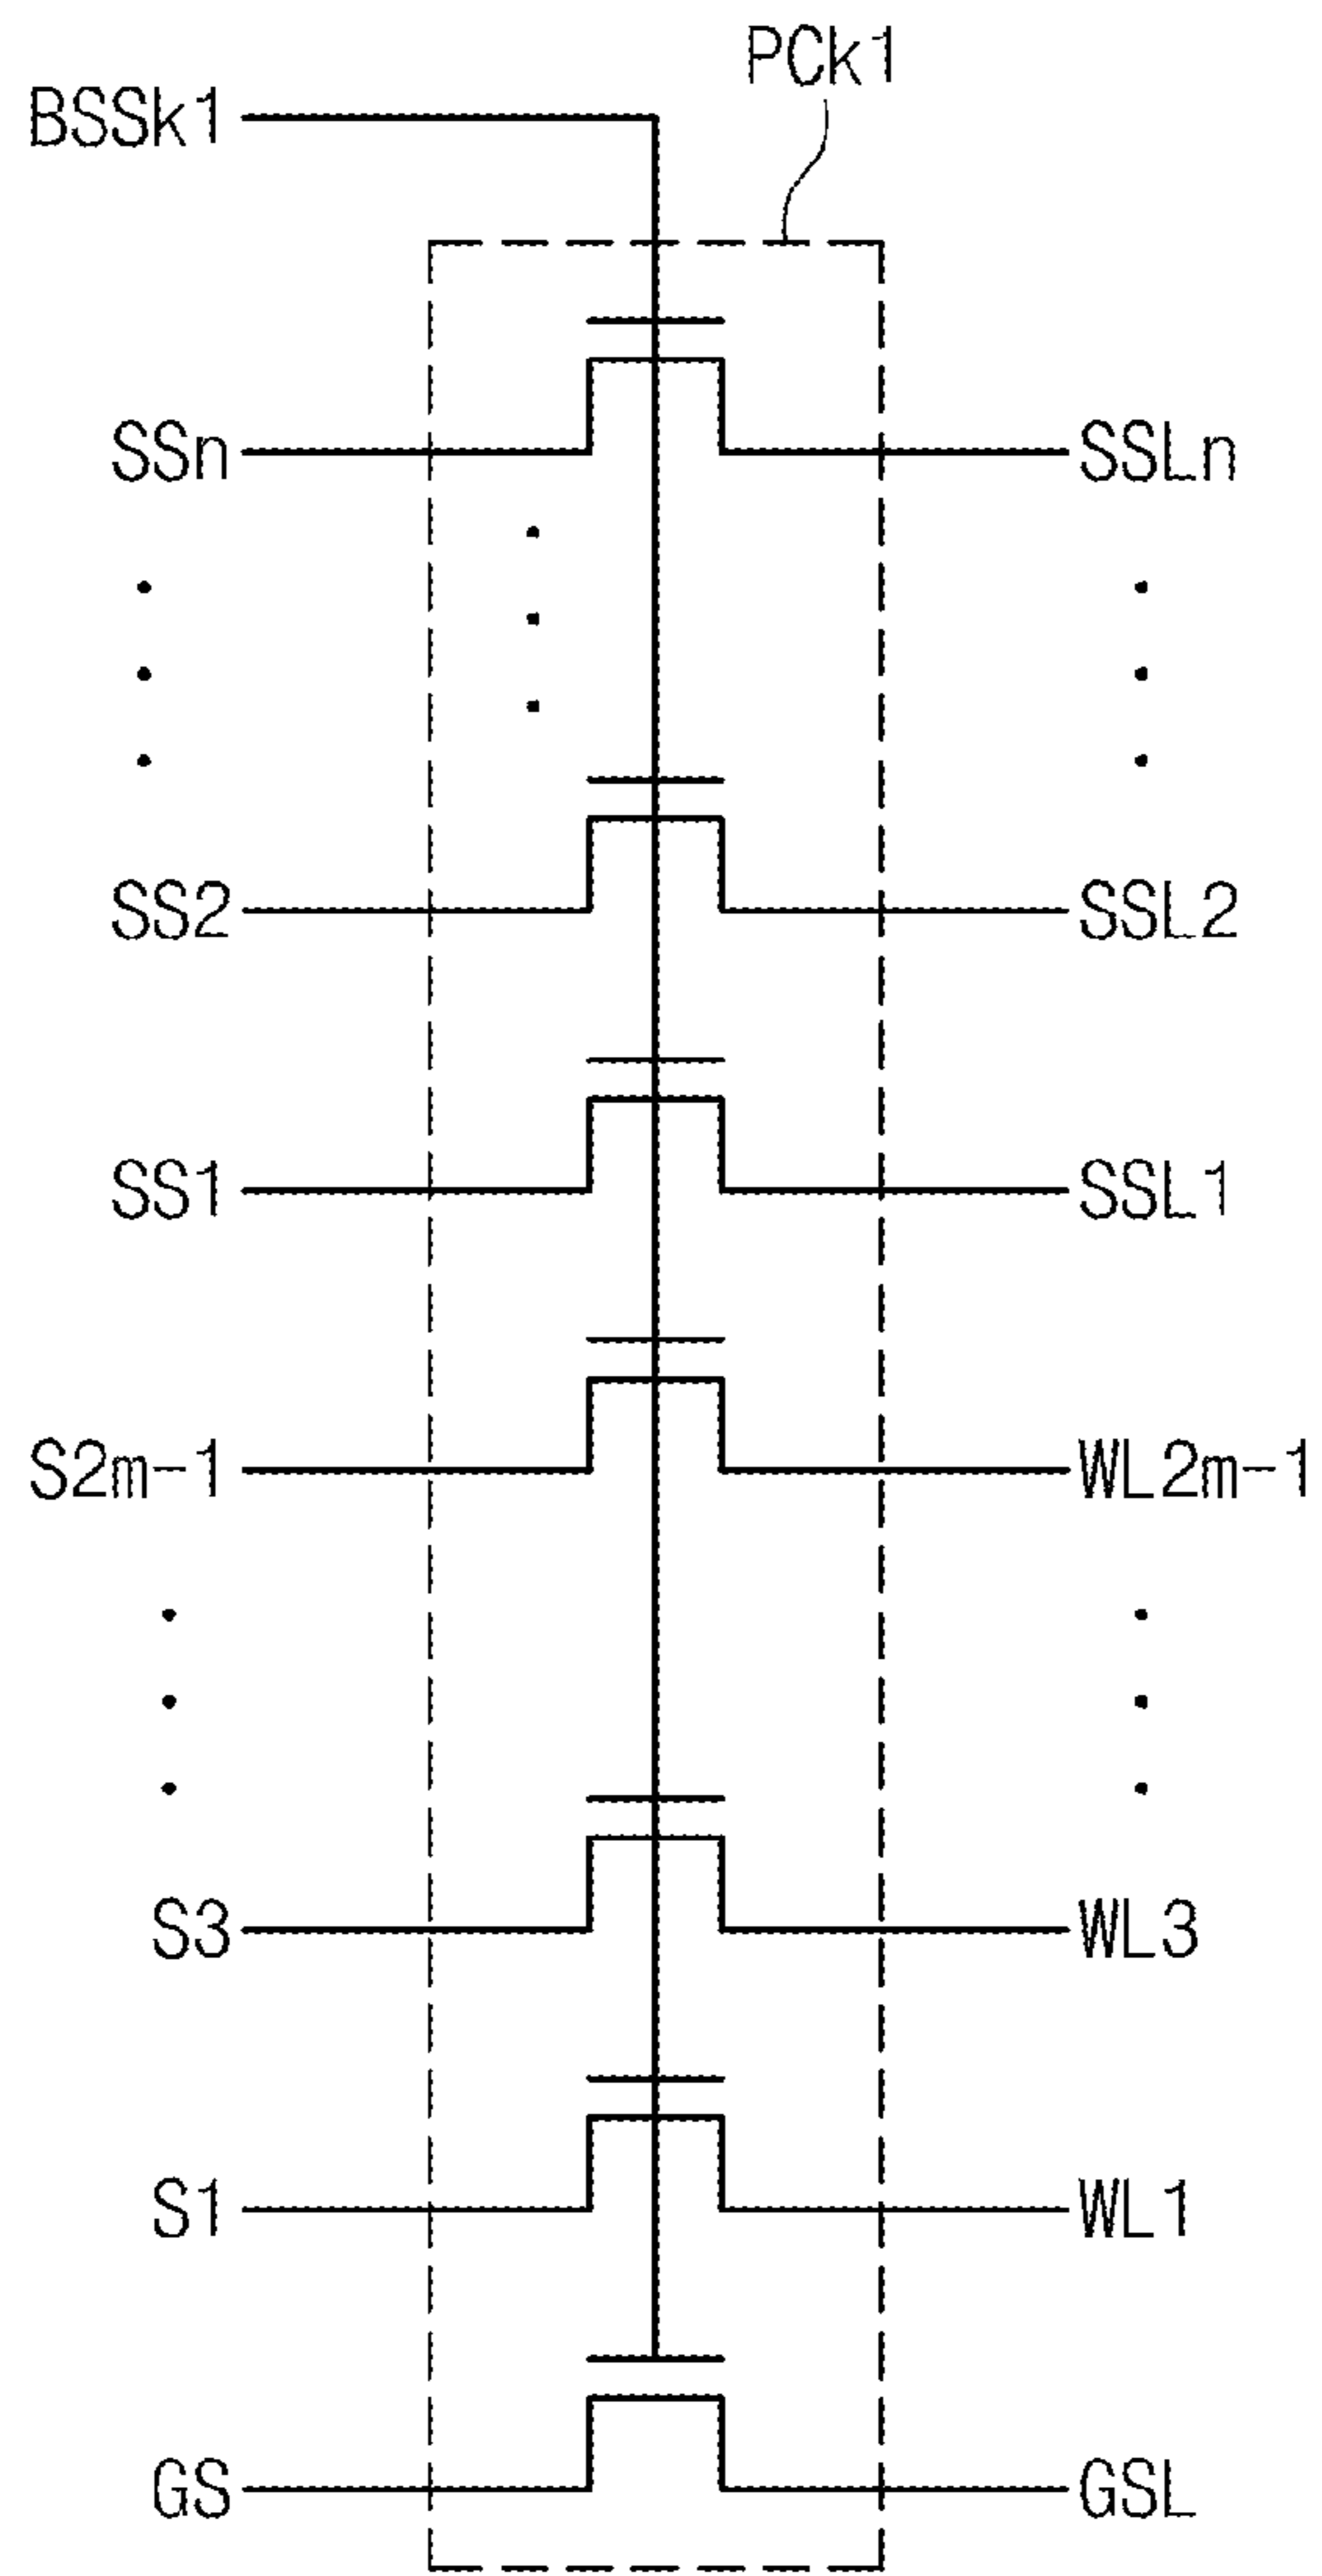 PCk1
BSSk1
SSn SSLn
SS2 SSL2
SS1 SSL1
S2m-1 WL2m-1
S3 WL3
S1 WL1
GS GSL